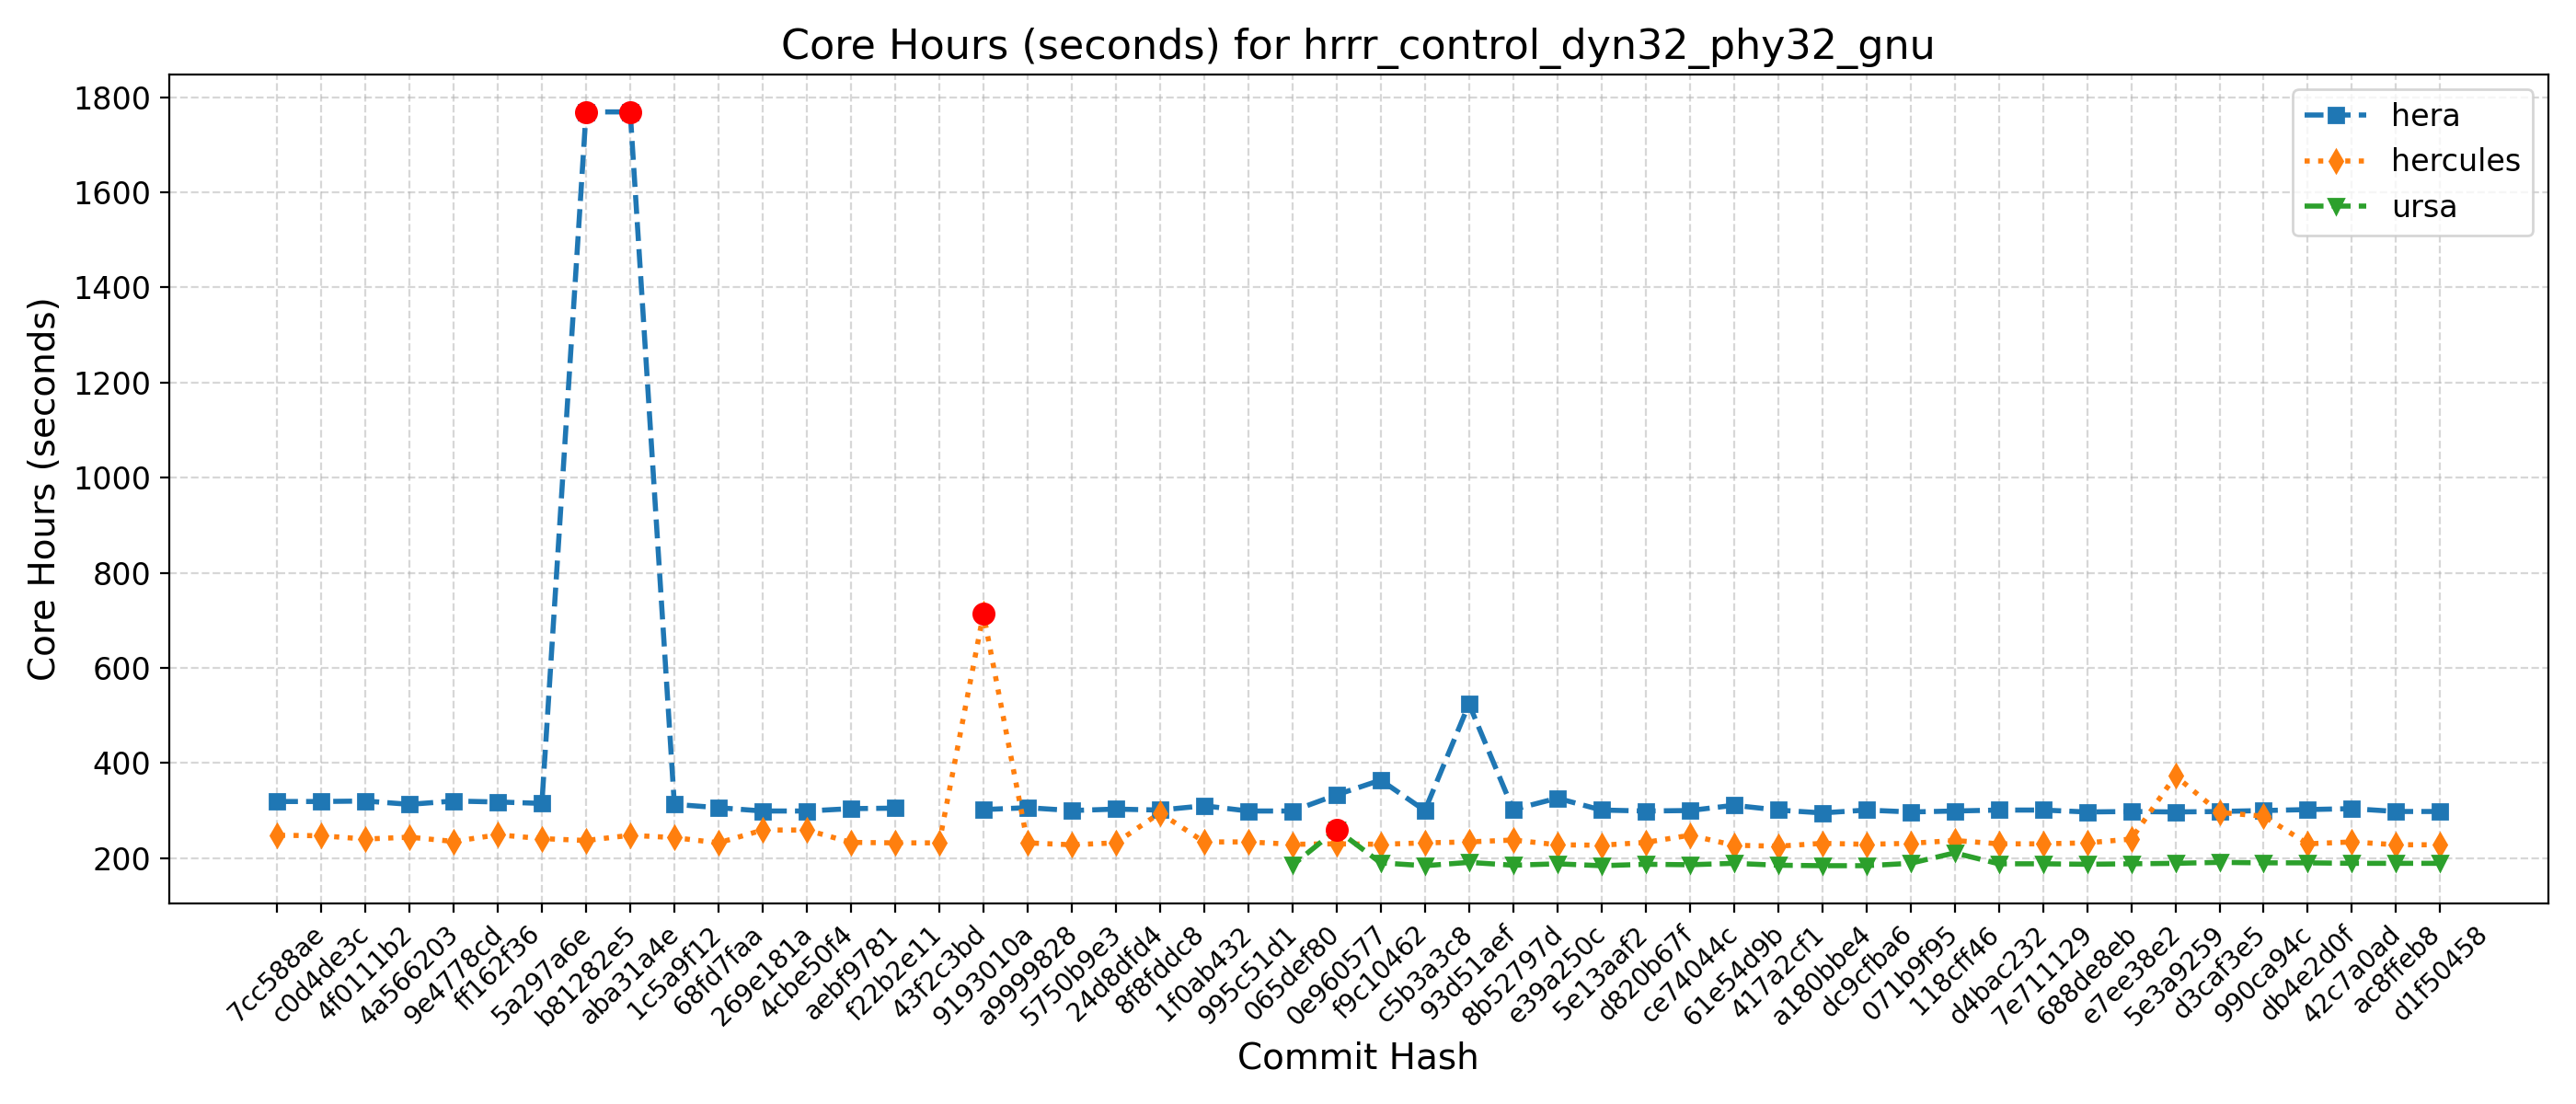 Core Hours (seconds) for hrrr_control_dyn32_phy32_gnu
Core Hours (seconds)
1800
1600
1400
1200
1000
800
600
400
200
hera
hercules
ursa
7cc588ae
c0d4de3c
4f0111b2
4a566203
9e4778cd
ff162f36
5a297a6e
b81282e5
aba31a4e
1c5a9f12
68fd7faa
269e181a
4cbe50f4
aebf9781
f22b2e11
43f2c3bd
9193010a
a9999828
5750b9e3
24d8dfd4
8f8fddc8
1f0ab432
995c51d1
065def80
0e960577
f9c10462
c5b3a3c8
93d51aef
8b52797d
e39a250c
5e13aaf2
d820b67f
ce74044c
61e54d9b
417a2cf1
a180bbe4
dc9cfba6
071b9f95
118cff46
d4bac232
7e711129
688de8eb
e7ee38e2
5e3a9259
d3caf3e5
990ca94c
db4e2d0f
42c7a0ad
ac8ffeb8
d1f50458
Commit Hash